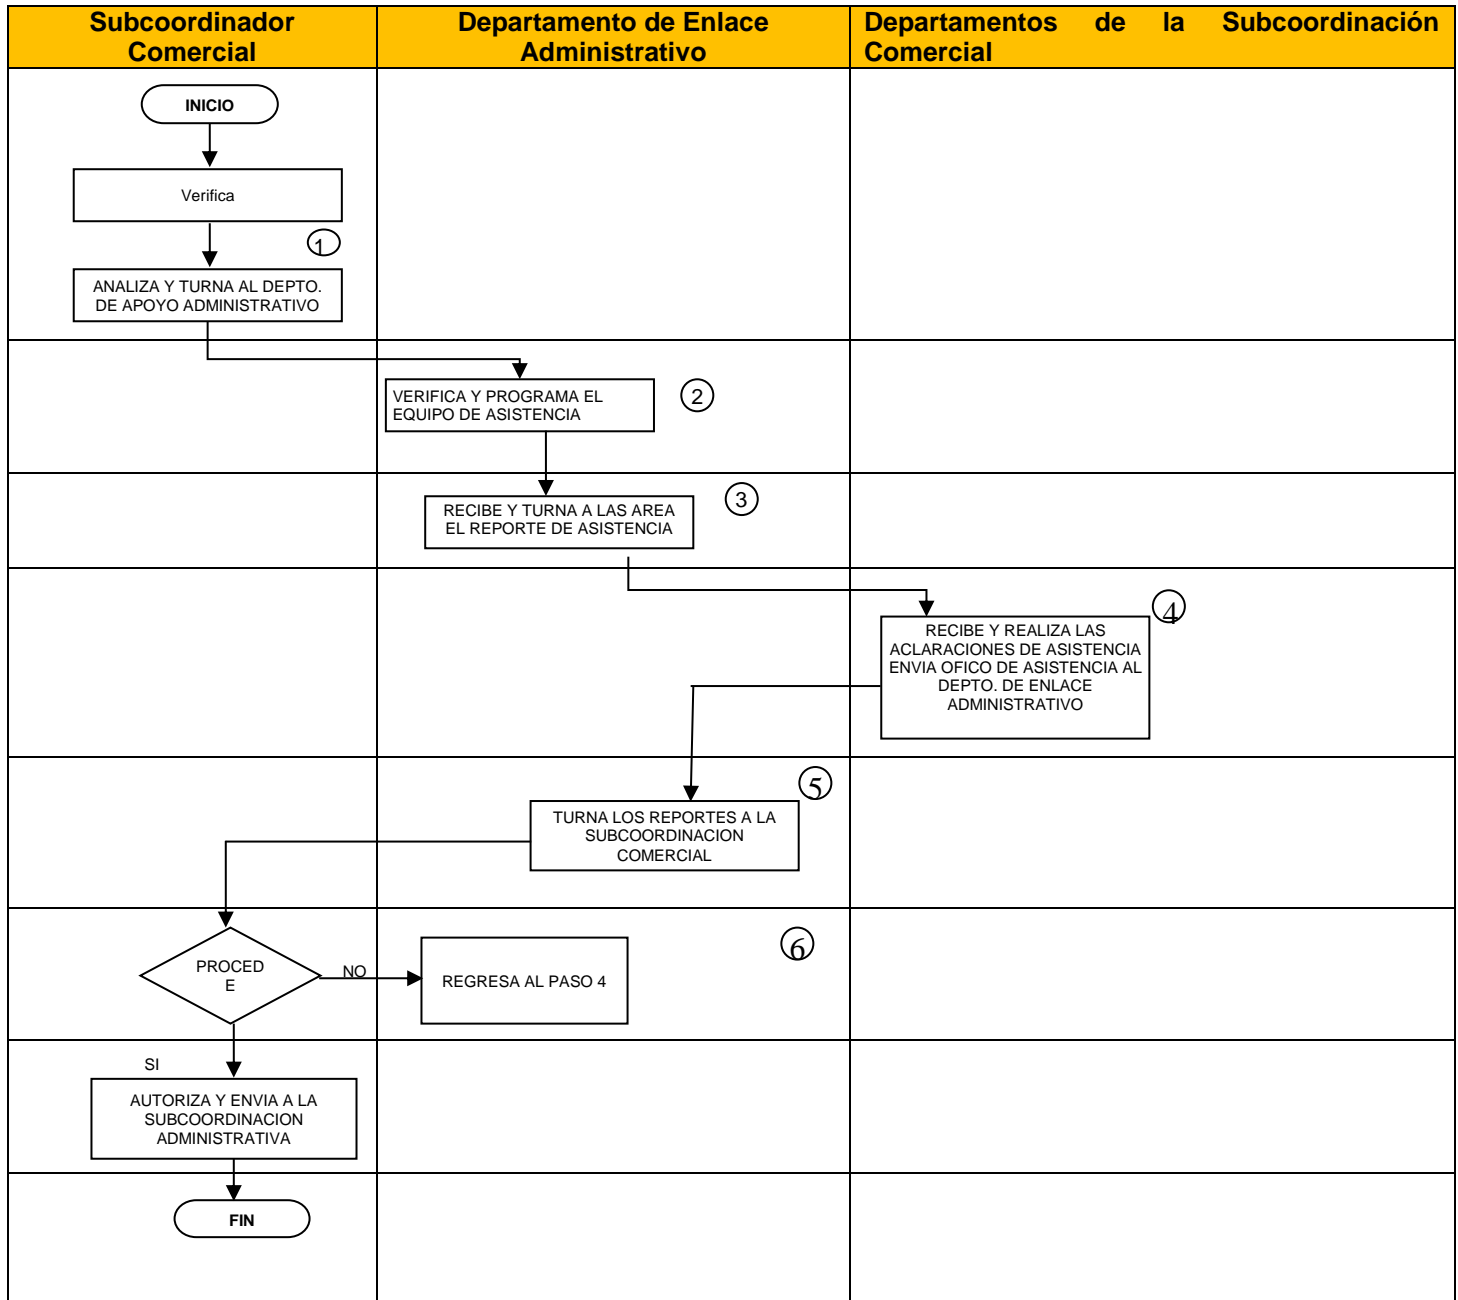 Subcoordinador
Comercial
Departamento de Enlace
Administrativo
Departamentos de la Subcoordinación
Comercial
INICIO
Verifica
1
ANALIZA Y TURNA AL DEPTO.
DE APOYO ADMINISTRATIVO
VERIFICA Y PROGRAMA EL
EQUIPO DE ASISTENCIA
2
RECIBE Y TURNA A LAS AREA
EL REPORTE DE ASISTENCIA
3
4
RECIBE Y REALIZA LAS
ACLARACIONES DE ASISTENCIA
ENVIA OFICO DE ASISTENCIA AL
DEPTO. DE ENLACE
ADMINISTRATIVO
5
TURNA LOS REPORTES A LA
SUBCOORDINACION
COMERCIAL
PROCED
E
NO
REGRESA AL PASO 4
6
SI
AUTORIZA Y ENVIA A LA
SUBCOORDINACION
ADMINISTRATIVA
FIN